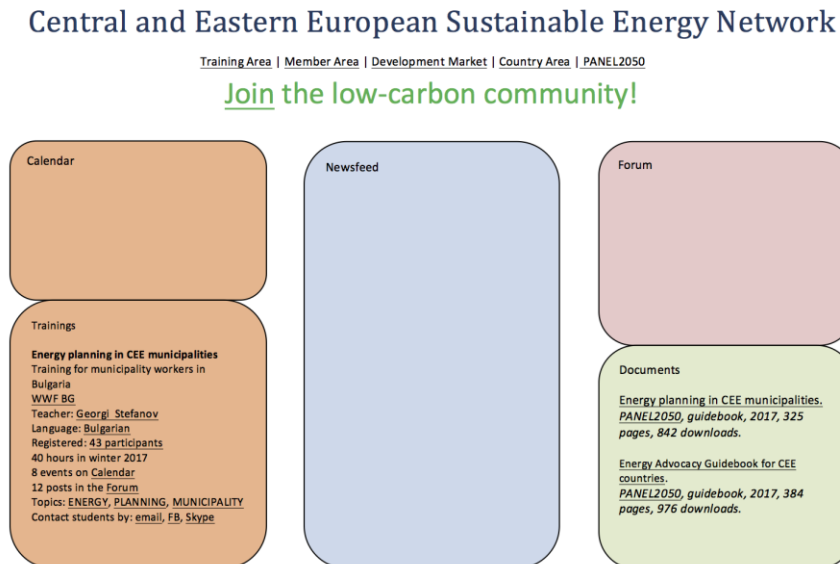 Central and Eastern European Sustainable Energy Network
Training Area | Member Area | Development Market | Country Area | PANEL2050
Join the low-carbon community!
Calendar
Trainings
Energy planning in CEE municipalities
Training for municipality workers in
Bulgaria
WWF BG
Teacher: Georgi Stefanov
Language: Bulgarian
Registered: 43 participants
40 hours in winter 2017
8 events on Calendar
12 posts in the Forum
Topics: ENERGY, PLANNING, MUNICIPALITY
Contact students by: email, FB, Skype
Newsfeed
Forum
Documents
Energy planning in CEE municipalities.
PANEL2050, guidebook, 2017, 325
pages, 842 downloads.
Energy Advocacy Guidebook for CEE
countries.
PANEL2050, guidebook, 2017, 384
pages, 976 downloads.